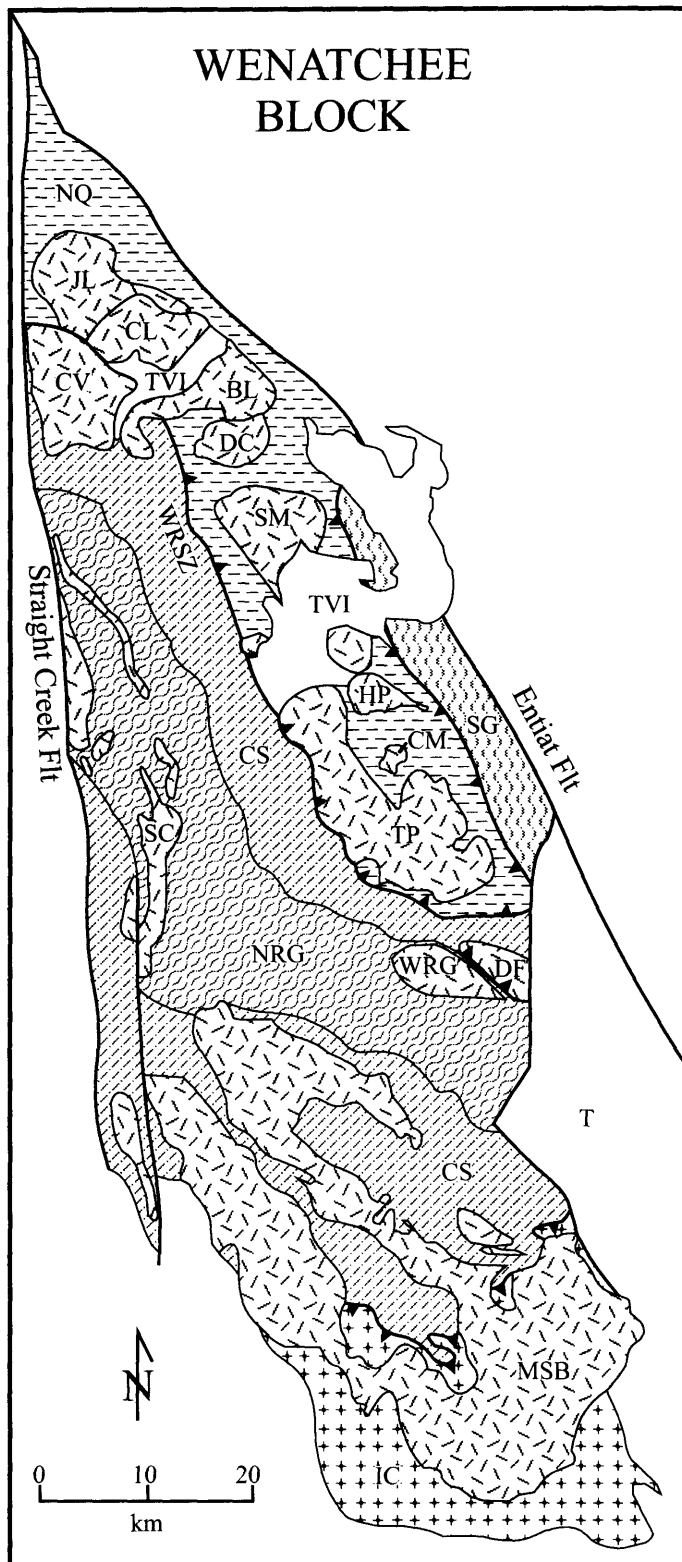 WENATCHEE
BLOCK
NQ
JL
CL
CV
TVI
BL
DC
SM
WRSZ
Straight Creek Flt
TVI
HP
SG
Entiat Flt
CM
CS
TP
SC
NRG
WRG
DF
T
CS
MSB
N
IC
0 10 20
km